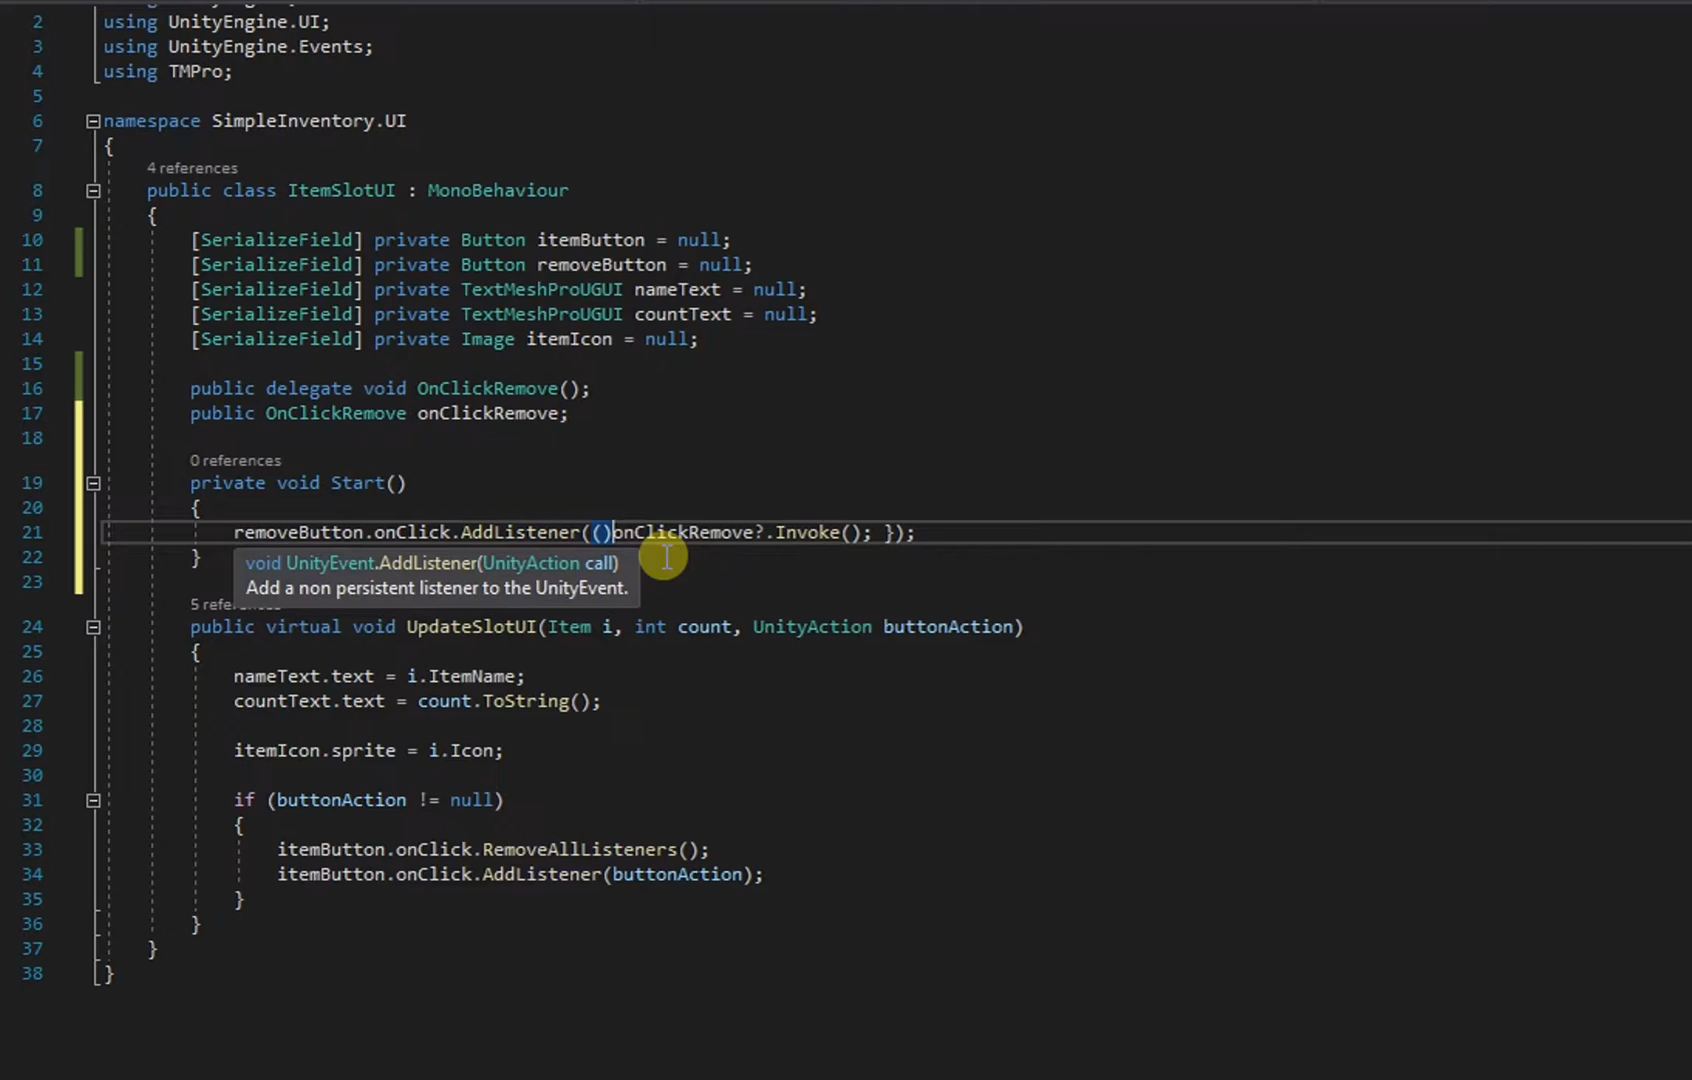 2 using UnityEngine.UI;
3 using UnityEngine.Events;
4 using TMPro;
5
6 namespace SimpleInventory.UI
7 {
4 references
8 public class ItemSlotUI : MonoBehaviour
9 {
10 [SerializeField] private Button itemButton = null;
11 [SerializeField] private Button removeButton = null;
12 [SerializeField] private TextMeshProUGUI nameText = null;
13 [SerializeField] private TextMeshProUGUI countText = null;
14 [SerializeField] private Image itemIcon = null;
15
16 public delegate void OnClickRemove();
17 public OnClickRemove onClickRemove;
18
0 references
19 private void Start()
20 {
21 removeButton.onClick.AddListener(()onClickRemove?.Invoke(); });
22 }
void UnityEvent.AddListener(UnityAction call)
23
Add a non persistent listener to the UnityEvent.
5
24 public virtual void UpdateSlotUI(Item i, int count, UnityAction buttonAction)
25 {
26 nameText.text = i.ItemName;
27 countText.text = count.ToString();
28
29 itemIcon.sprite = i.Icon;
30
31 if (buttonAction != null)
32 {
33 itemButton.onClick.RemoveAllListeners();
34 itemButton.onClick.AddListener(buttonAction);
35 }
36 }
37 }
38 }